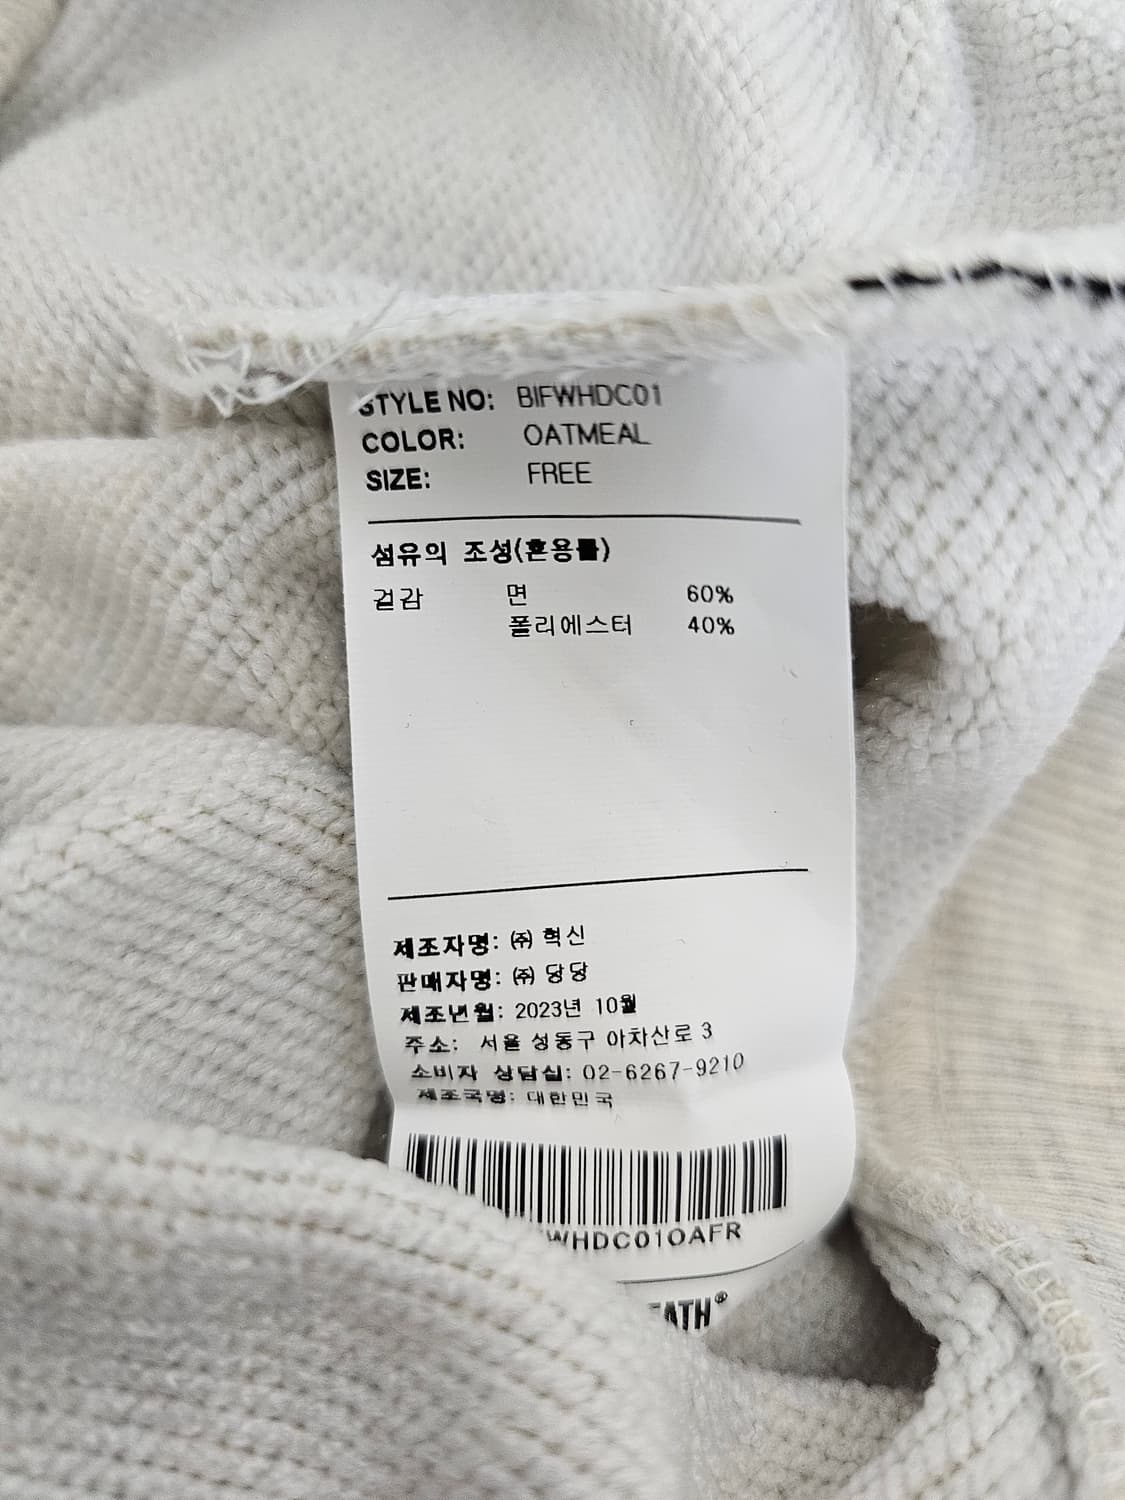 STYLE NO: BIFWHDC01
COLOR: OATMEAL
SIZE: FREE
섬유의 조성(혼용률)
겉감 면 60%
폴리에스터 40%
제조자명: ㈜ 혁신
판매자명: ㈜ 당당
제조년월: 2023년 10월
주소: 서울 성동구 아차산로 3
소비자 상담실: 02-6267-9210
제조국명: 대한민국
WHDC01OAFR
EATH®